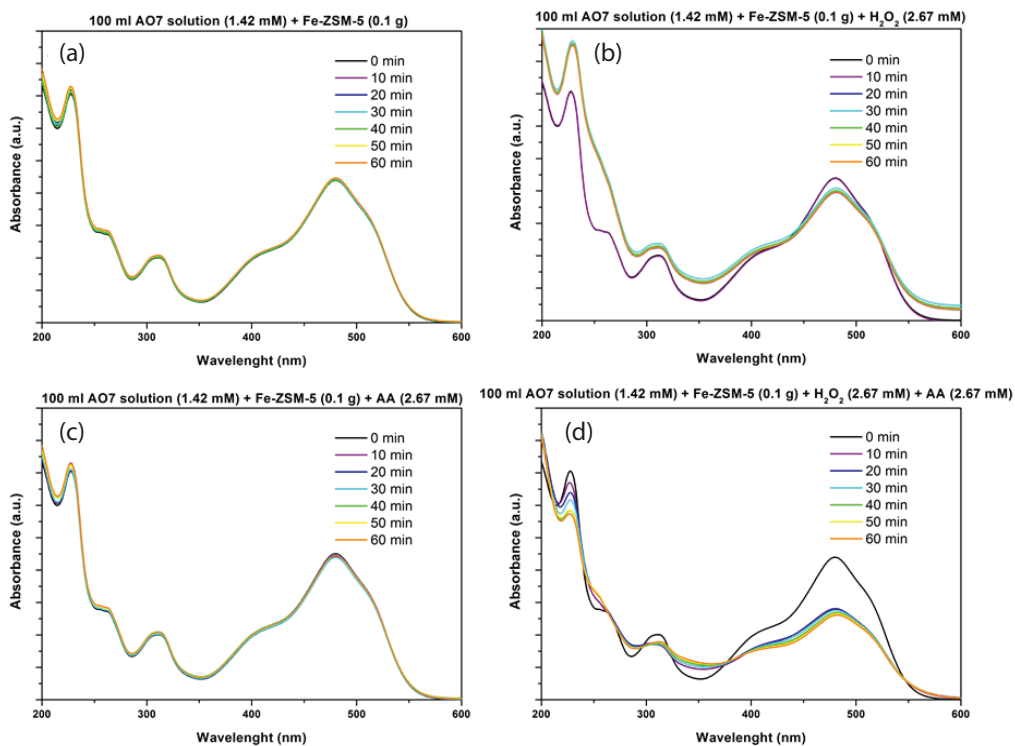 100 ml AO7 solution (1.42 mM) + Fe-ZSM-5 (0.1 g)
(a)
0 min
10 min
20 min
30 min
40 min
50 min
60 min
Absorbance (a.u.)
200 300 400 500 600
Wavelenght (nm)
100 ml AO7 solution (1.42 mM) + Fe-ZSM-5 (0.1 g) + H₂O₂ (2.67 mM)
(b)
0 min
10 min
20 min
30 min
40 min
50 min
60 min
Absorbance (a.u.)
200 300 400 500 600
Wavelenght (nm)
100 ml AO7 solution (1.42 mM) + Fe-ZSM-5 (0.1 g) + AA (2.67 mM)
(c)
0 min
10 min
20 min
30 min
40 min
50 min
60 min
Absorbance (a.u.)
200 300 400 500 600
Wavelenght (nm)
100 ml AO7 solution (1.42 mM) + Fe-ZSM-5 (0.1 g) + H₂O₂ (2.67 mM) + AA (2.67 mM)
(d)
0 min
10 min
20 min
30 min
40 min
50 min
60 min
Absorbance (a.u.)
200 300 400 500 600
Wavelenght (nm)